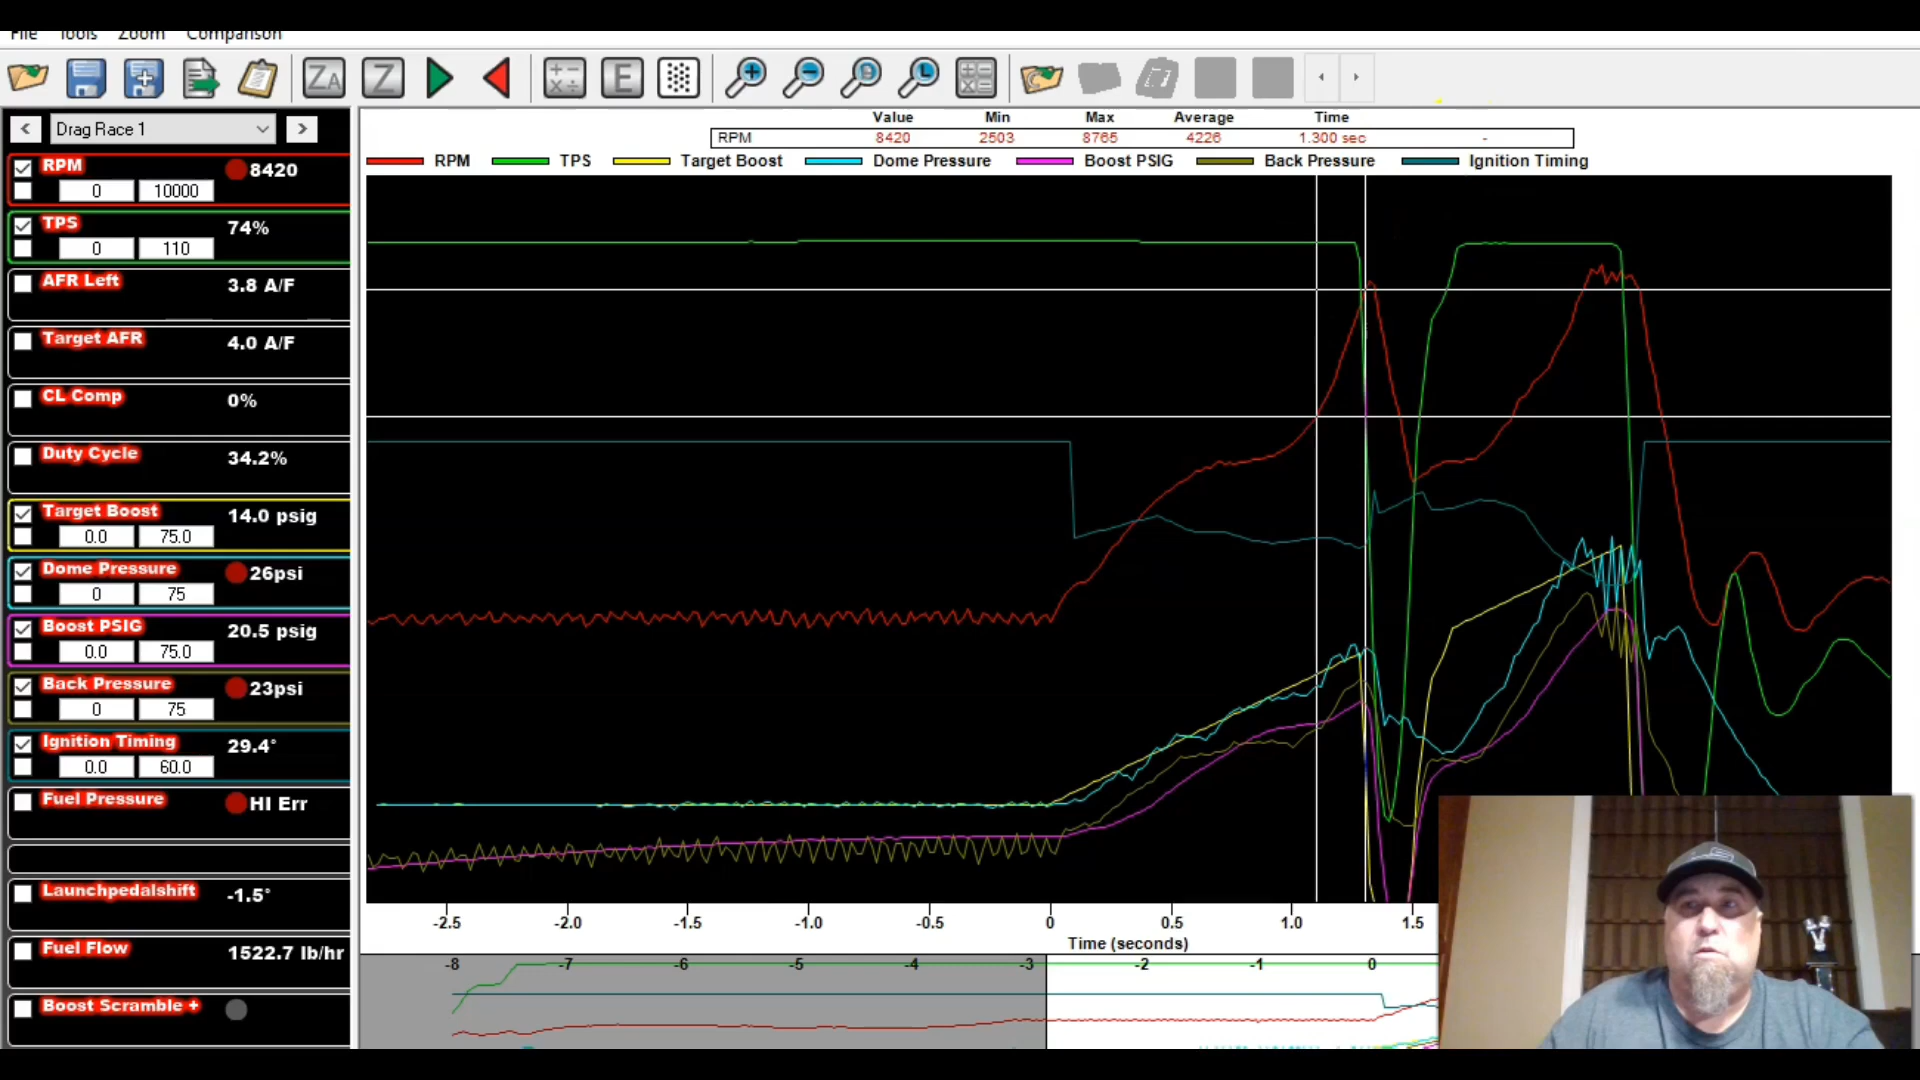 File Tools Zoom Comparison
ZA Z E
Value Min Max Average Time
RPM 8420 2503 8765 4226 1.300 sec -
RPM TPS Target Boost Dome Pressure Boost PSIG Back Pressure Ignition Timing
< Drag Race 1 >
RPM 8420
0 10000
TPS 74%
0 110
AFR Left 3.8 A/F
Target AFR 4.0 A/F
CL Comp 0%
Duty Cycle 34.2%
Target Boost 14.0 psig
0.0 75.0
Dome Pressure 26psi
0 75
Boost PSIG 20.5 psig
0.0 75.0
Back Pressure 23psi
0 75
Ignition Timing 29.4°
0.0 60.0
Fuel Pressure HI Err
Launchpedalshift -1.5°
Fuel Flow 1522.7 lb/hr
Boost Scramble +
-2.5 -2.0 -1.5 -1.0 -0.5 0 0.5 1.0 1.5
Time (seconds)
-8 -7 -6 -5 -4 -3 -2 -1 0